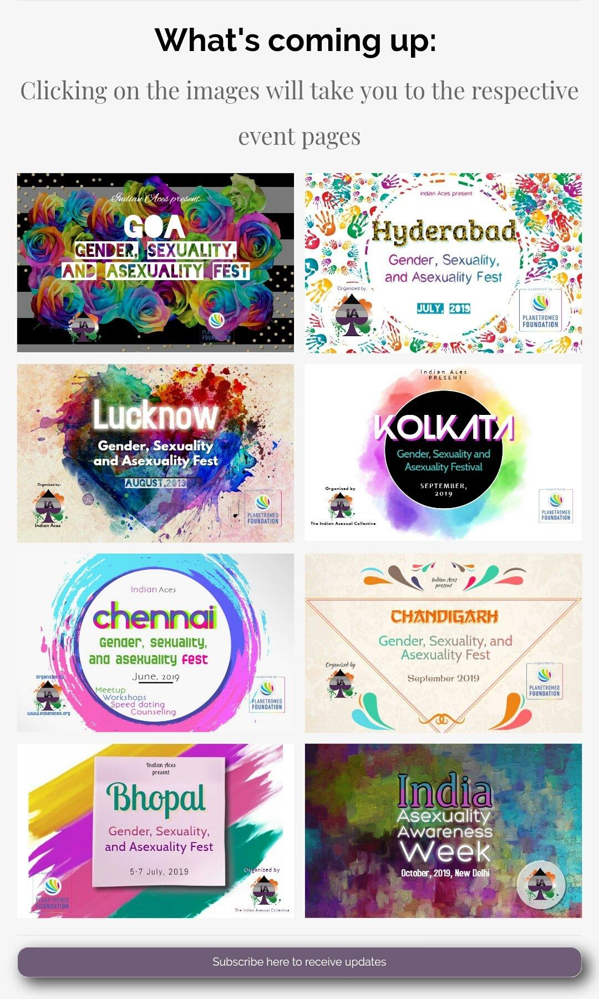 What's coming up:
Clicking on the images will take you to the respective
event pages
Indian Aces present
GOA
GENDER, SEXUALITY,
AND ASEXUALITY FEST
IA
PLANETROMEO
FOUNDATION
Indian Aces present
Hyderabad
Gender, Sexuality,
and Asexuality Fest
JULY, 2019
Organized by:
IA
supported by
PLANETROMEO
FOUNDATION
Lucknow
Gender, Sexuality
and Asexuality Fest
AUGUST,2019
Organized by:
IA
Indian Aces
supported by
PLANETROMEO
FOUNDATION
Indian Aces
PRESENT
KOLKATA
Gender, Sexuality and
Asexuality Festival
SEPTEMBER,
2019
Organized by
IA
The Indian Asexual Collective
supported by
PLANETROMEO
FOUNDATION
Indian Aces
chennai
Gender, sexuality,
and asexuality fest
June, 2019
Meetup
Workshops
Speed dating
Counseling
Organized by:
IA
www.indianaces.org
supported by
PLANETROMEO
FOUNDATION
Indian Aces
present
CHANDIGARH
Gender, Sexuality, and
Asexuality Fest
September 2019
Organized by
IA
supported by
PLANETROMEO
FOUNDATION
Indian Aces
present
Bhopal
Gender, Sexuality,
and Asexuality Fest
5-7 July, 2019
supported by
PLANETROMEO
FOUNDATION
Organized by
IA
The Indian Asexual Collective
India
Asexuality
Awareness
Week
October, 2019, New Delhi
IA
Subscribe here to receive updates